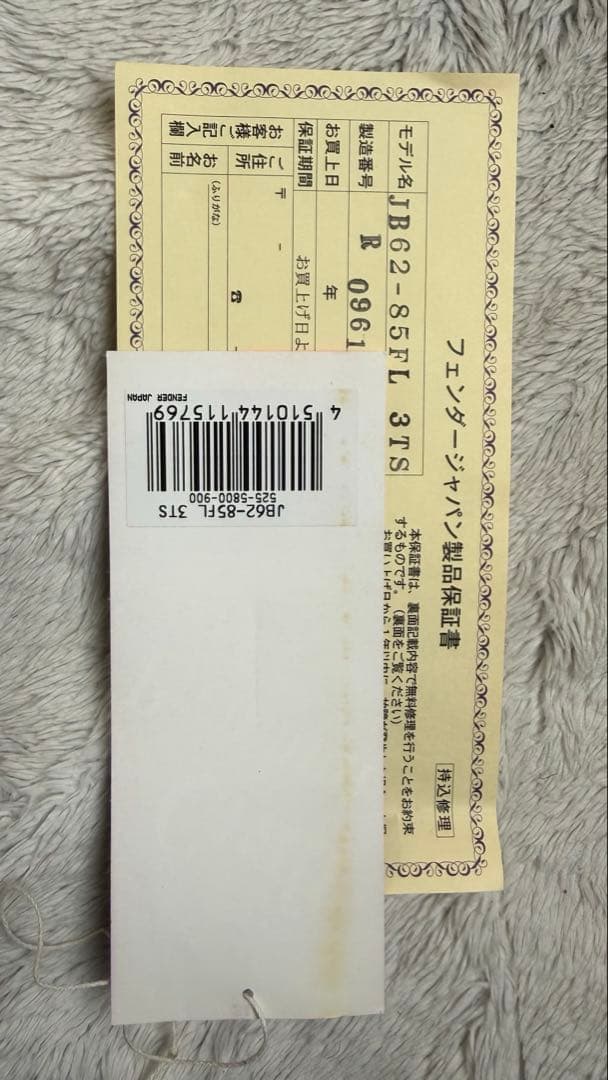 フェンダージャパン製品保証書
持込修理
本保証書は、裏面記載内容で無料修理を行うことをお約束
するものです。（裏面をご覧ください）
モデル名 JB62-85FL 3TS
製造番号 R 0961
お買上日 年
保証期間 お買上げ日よ
お客様ご記入欄
ご住所 〒 -
☎
(ふりがな)
お名前
JB62-85FL 3TS
525-5800-900
4 510144 115769
FENDER JAPAN